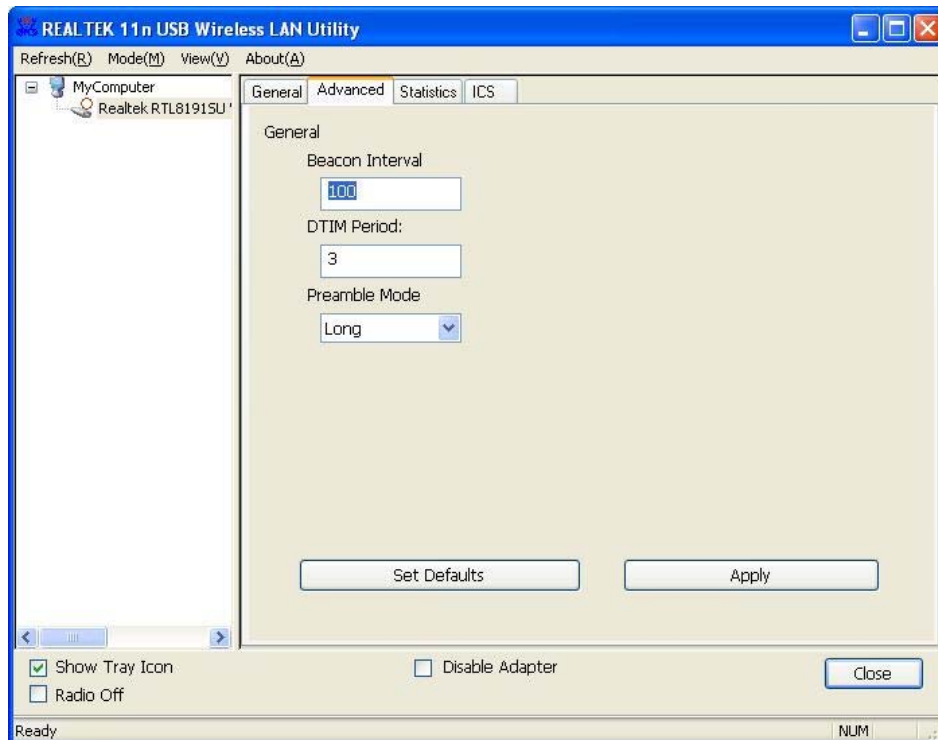 REALTEK 11n USB Wireless LAN Utility
Refresh(R) Mode(M) View(V) About(A)
MyComputer
Realtek RTL8191SU '
General Advanced Statistics ICS
General
Beacon Interval
100
DTIM Period:
3
Preamble Mode
Long
Set Defaults Apply
Show Tray Icon Disable Adapter Close
Radio Off
Ready NUM